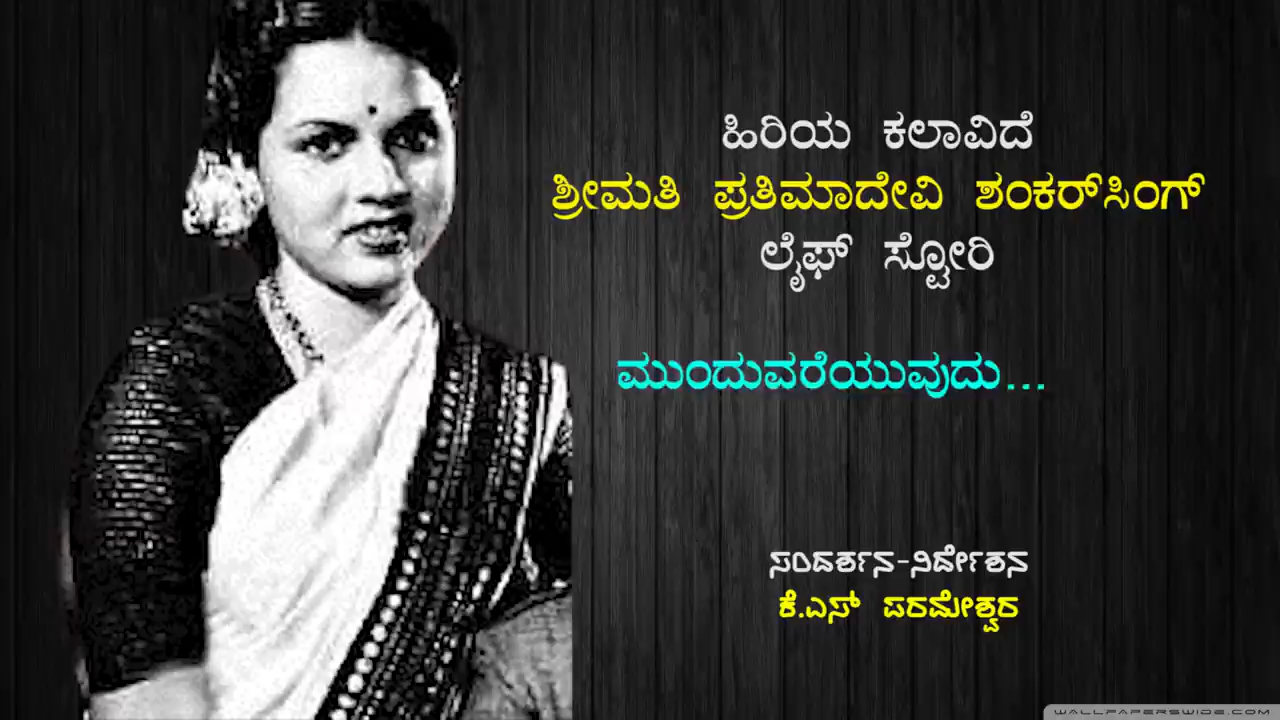 ಹಿರಿಯ ಕಲಾವಿದೆ
ಶ್ರೀಮತಿ ಪ್ರತಿಮಾದೇವಿ ಶಂಕರ್‌ಸಿಂಗ್
ಲೈಫ್ ಸ್ಟೋರಿ
ಮುಂದುವರೆಯುವುದು...
ಸಂದರ್ಶನ-ನಿರ್ದೇಶನ
ಕೆ.ಎಸ್ ಪರಮೇಶ್ವರ
WALLPAPERSWIDE.COM